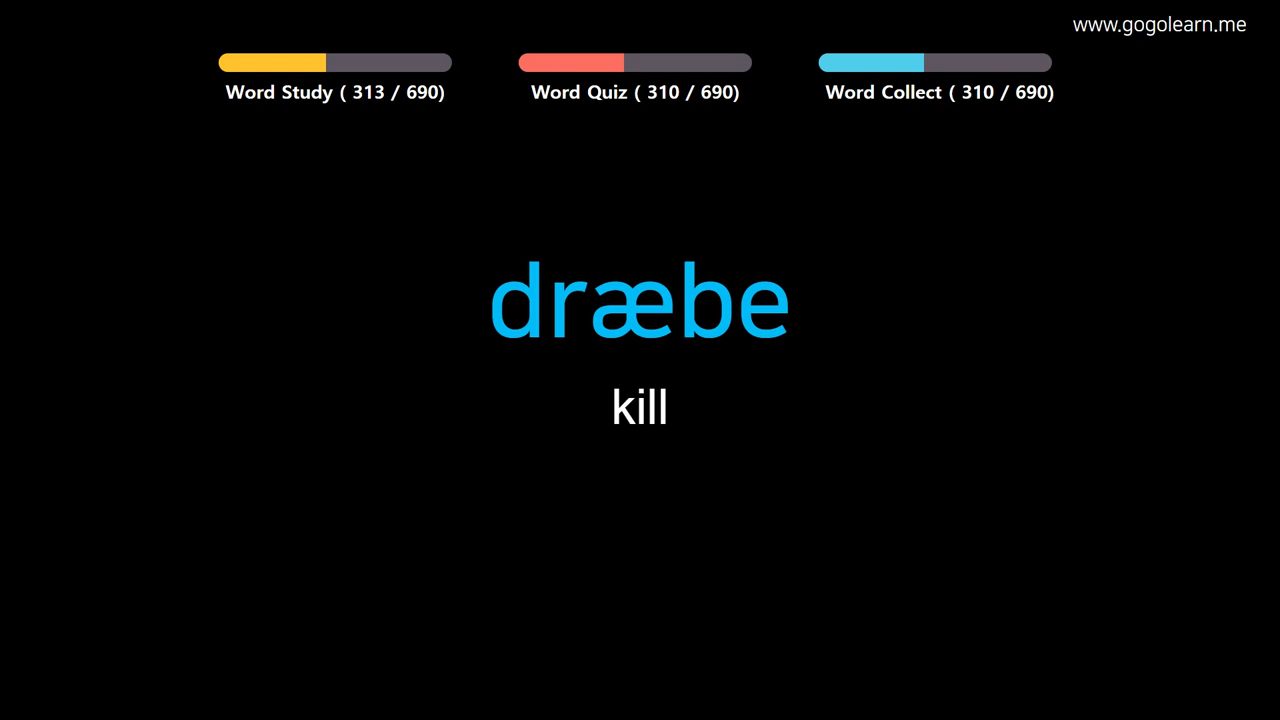 www.gogolearn.me
Word Study ( 313 / 690)
Word Quiz ( 310 / 690)
Word Collect ( 310 / 690)
dræbe
kill